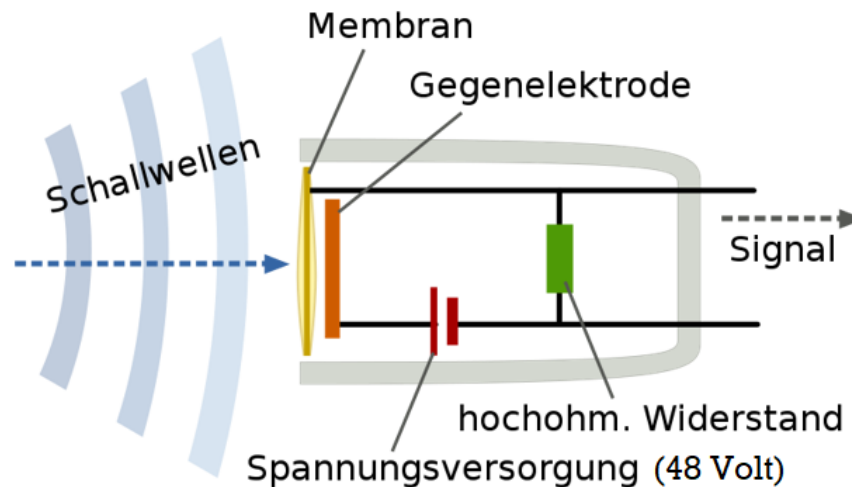 Membran
Gegenelektrode
Schallwellen
Signal
hochohm. Widerstand
Spannungsversorgung (48 Volt)